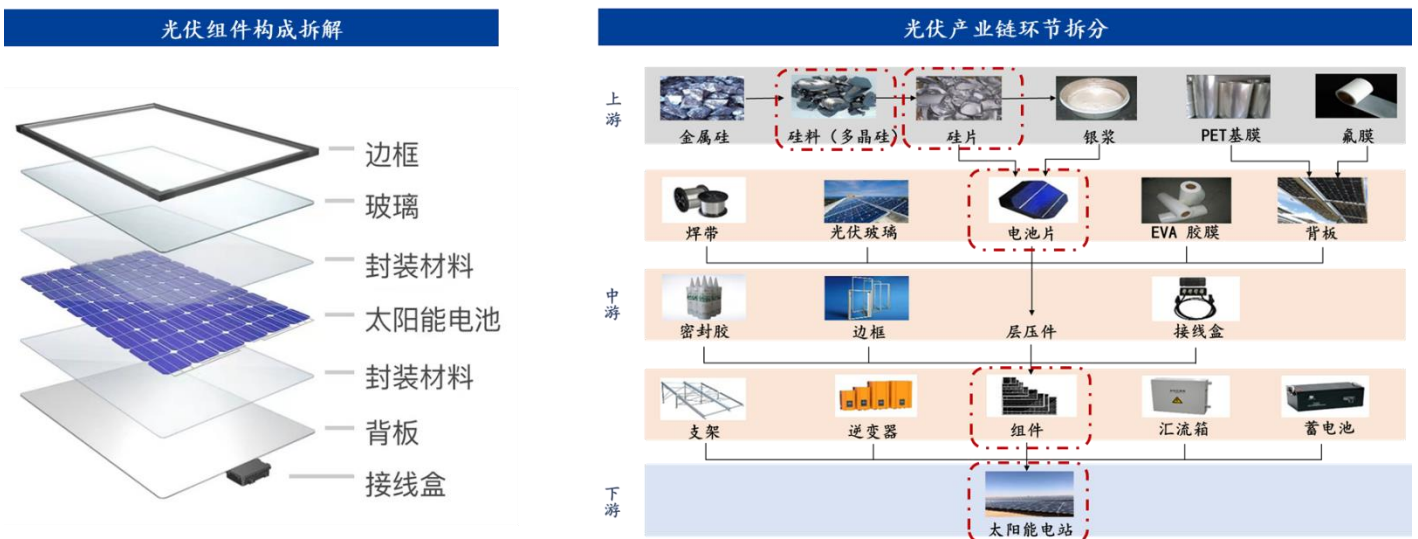 光伏组件构成拆解
边框
玻璃
封装材料
太阳能电池
封装材料
背板
接线盒
光伏产业链环节拆分
上游
金属硅
硅料（多晶硅）
硅片
银浆
PET基膜
氟膜
焊带
光伏玻璃
电池片
EVA 胶膜
背板
中游
密封胶
边框
层压件
接线盒
支架
逆变器
组件
汇流箱
蓄电池
下游
太阳能电站